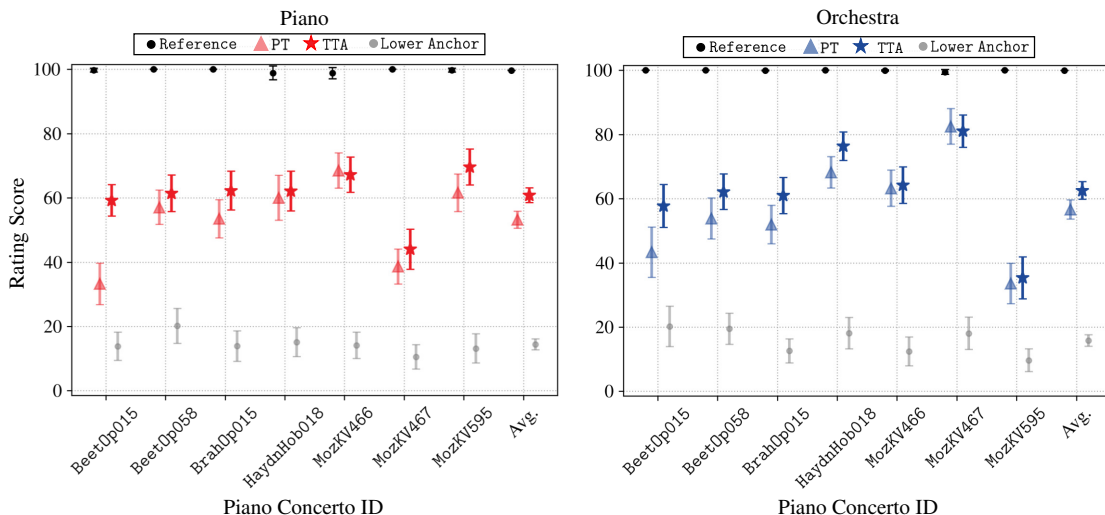 Piano
Reference PT TTA Lower Anchor
Rating Score
100
80
60
40
20
0
BeetOp015
BeetOp058
BrahOp015
HaydnHob018
MozKV466
MozKV467
MozKV595
Avg.
Piano Concerto ID
Orchestra
Reference PT TTA Lower Anchor
100
80
60
40
20
0
BeetOp015
BeetOp058
BrahOp015
HaydnHob018
MozKV466
MozKV467
MozKV595
Avg.
Piano Concerto ID